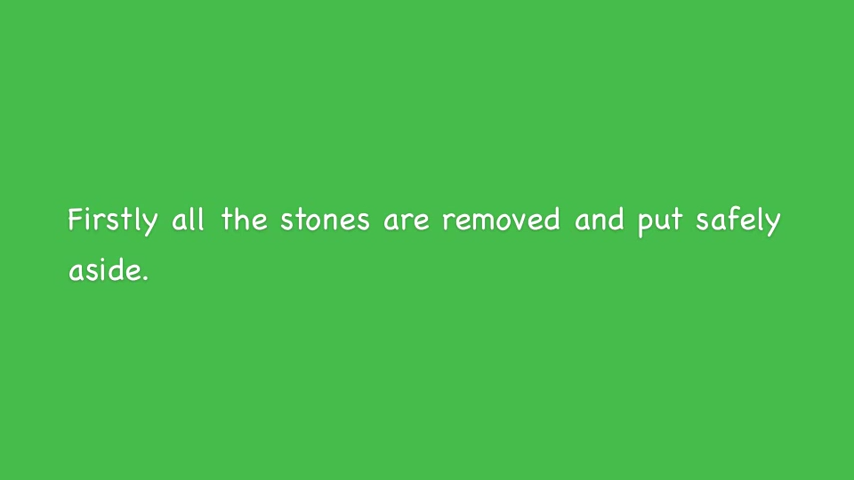 Firstly all the stones are removed and put safely
aside.